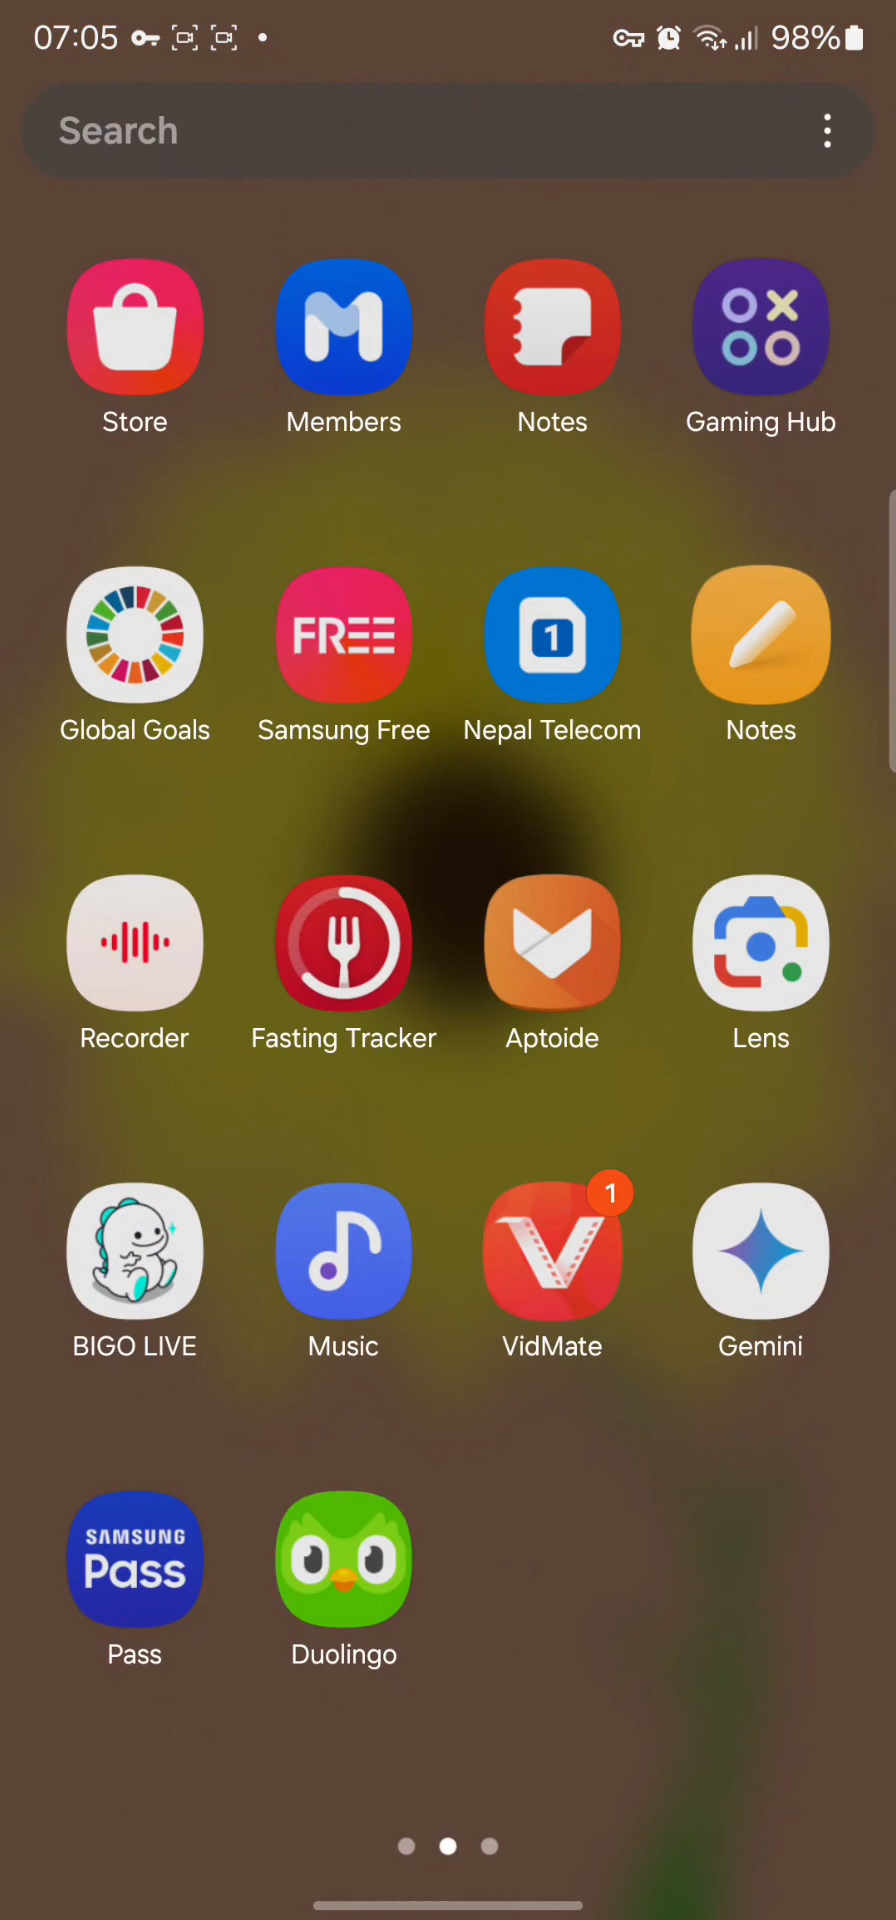 07:05 98%
Search
Store Members Notes Gaming Hub
FREE 1
Global Goals Samsung Free Nepal Telecom Notes
Recorder Fasting Tracker Aptoide Lens
1
BIGO LIVE Music VidMate Gemini
SAMSUNG
Pass
Pass Duolingo